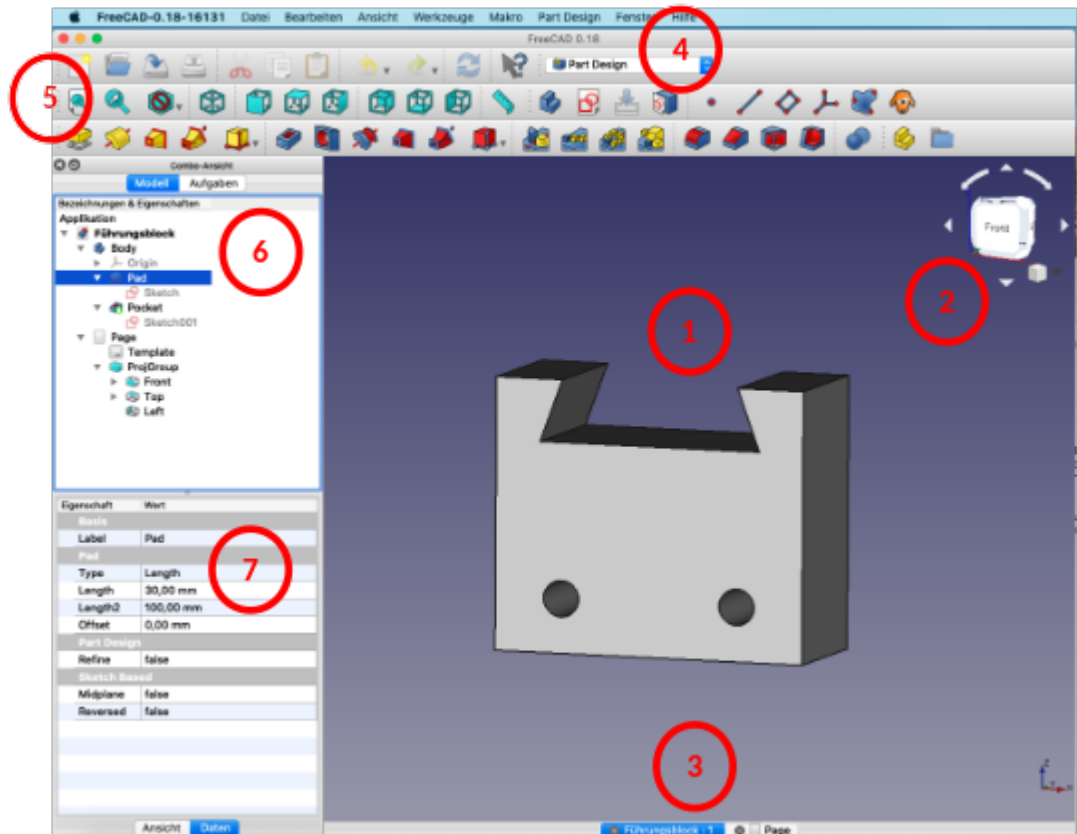 FreeCAD-0.18-16131 Datei Bearbeiten Ansicht Werkzeuge Makro Part Design Fenster Hilfe
FreeCAD 0.18
4
Part Design
5
Combo-Ansicht
Modell Aufgaben
Bezeichnungen & Eigenschaften
Applikation
Führungsblock
Body
Origin
Pad
Sketch
Pocket
Sketch001
Page
Template
ProjGroup
Front
Top
Left
6
Front
2
1
Eigenschaft Wert
Basis
Label Pad
Pad
Type Length
Length 30,00 mm
Length2 100,00 mm
Offset 0,00 mm
Part Design
Refine false
Sketch Based
Midplane false
Reversed false
7
3
Z
Y X
Ansicht Daten
Führungsblock : 1 Page